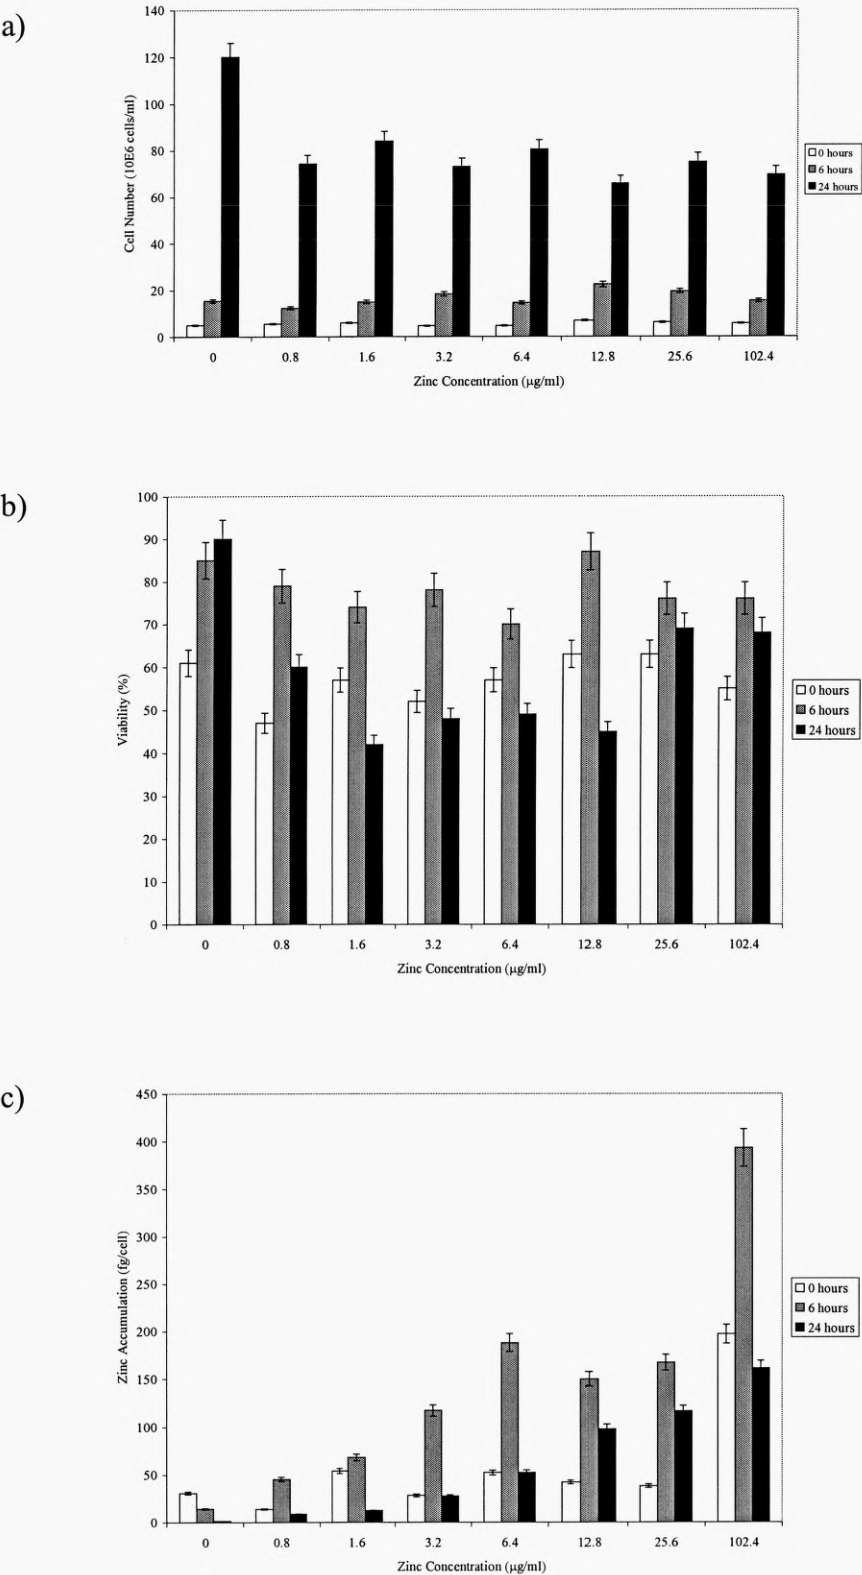 a)
140
120
100
80
60
40
20
0
Cell Number (10E6 cells/ml)
0 0.8 1.6 3.2 6.4 12.8 25.6 102.4
Zinc Concentration (µg/ml)
0 hours
6 hours
24 hours
b)
100
90
80
70
60
50
40
30
20
10
0
Viability (%)
0 0.8 1.6 3.2 6.4 12.8 25.6 102.4
Zinc Concentration (µg/ml)
0 hours
6 hours
24 hours
c)
450
400
350
300
250
200
150
100
50
0
Zinc Accumulation (fg/cell)
0 0.8 1.6 3.2 6.4 12.8 25.6 102.4
Zinc Concentration (µg/ml)
0 hours
6 hours
24 hours